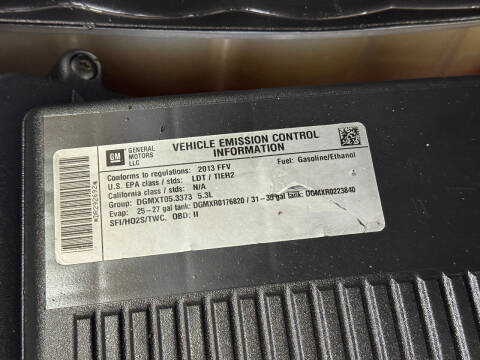 GM
GENERAL MOTORS LLC
VEHICLE EMISSION CONTROL INFORMATION
Conforms to regulations: 2013 FFV
Fuel: Gasoline/Ethanol
U.S. EPA class / stds: LDT / TIER2
California class / stds: N/A
Group: DGMXT05.3373 5.3L
Evap: 25-27 gal tank: DGMXR0176820 / 31-39 gal tank: DGMXR0223840
SFI/HO2S/TWC, OBD: II